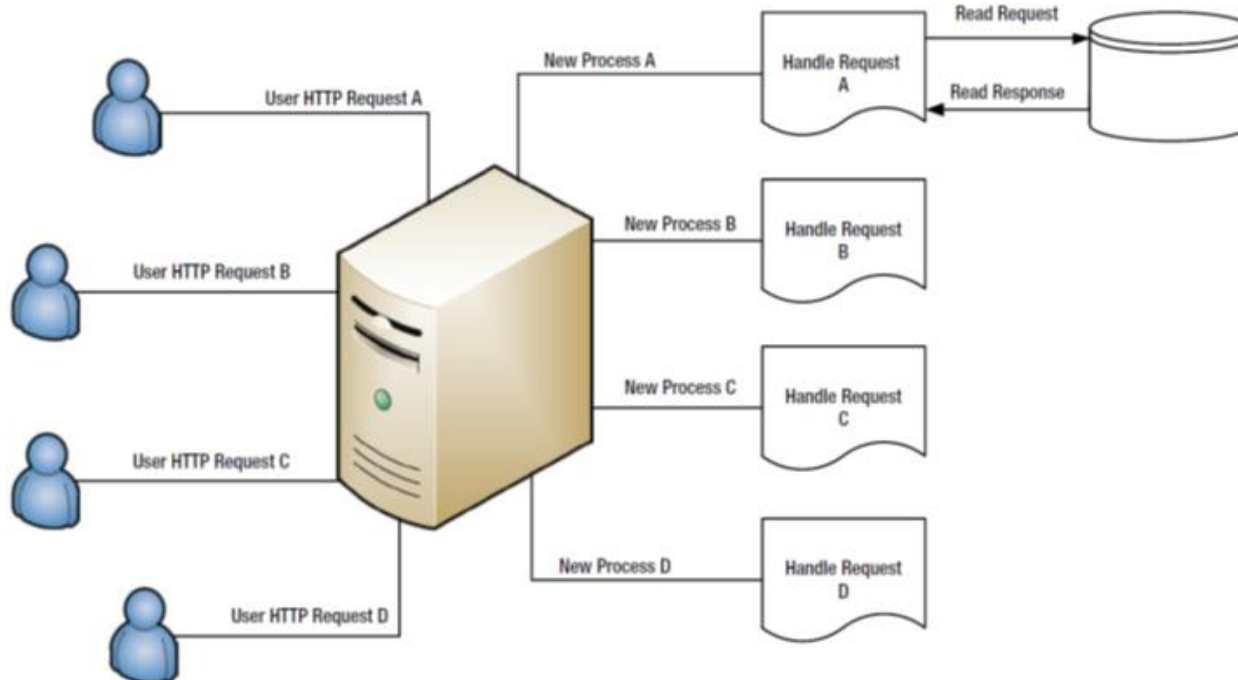 Read Request
New Process A
Handle Request
A
User HTTP Request A
Read Response
New Process B
Handle Request
B
User HTTP Request B
New Process C
Handle Request
C
User HTTP Request C
New Process D
Handle Request
D
User HTTP Request D